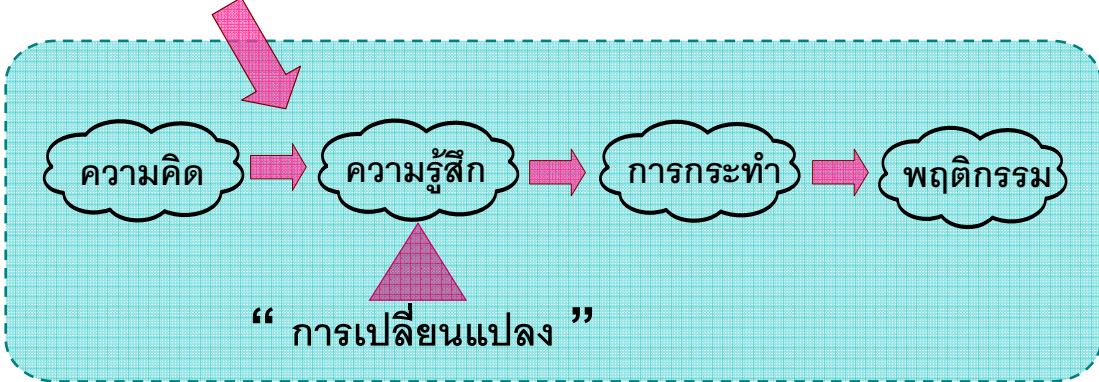 ความคิด ความรู้สึก การกระทำ พฤติกรรม
“ การเปลี่ยนแปลง ”